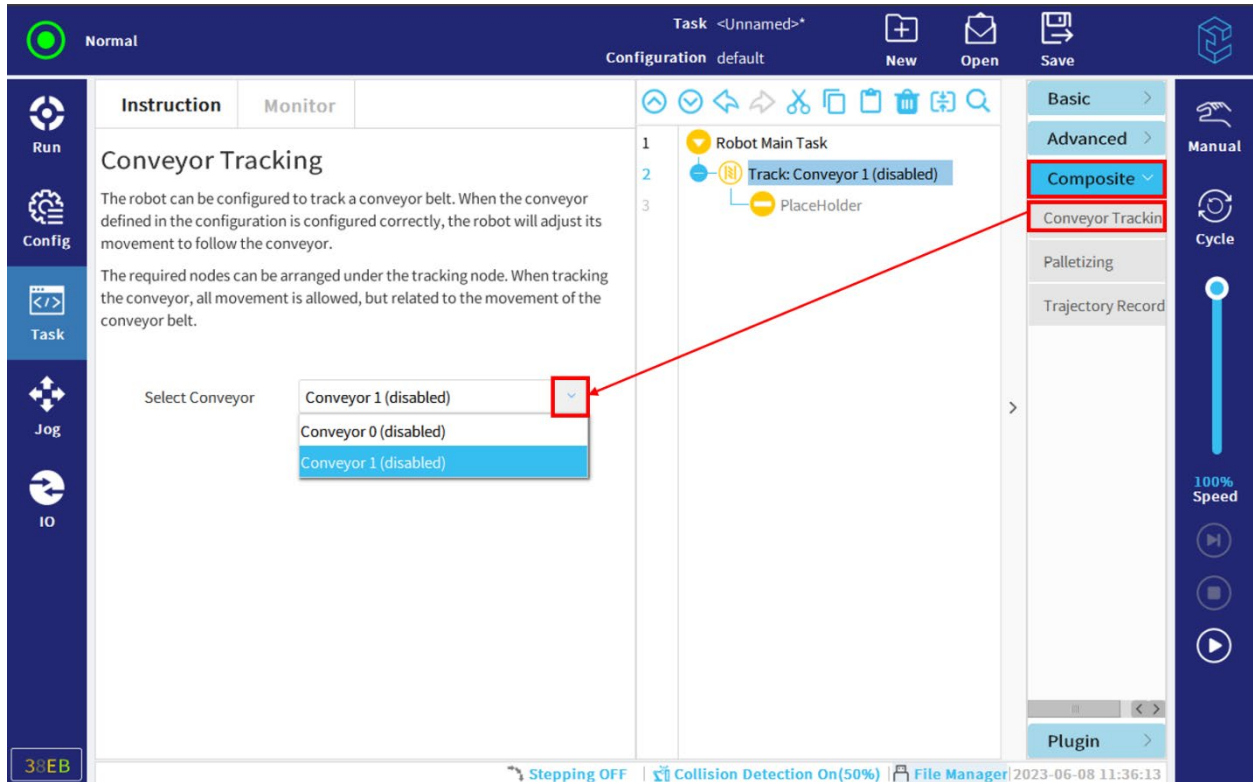 Normal
Task <Unnamed>*
Configuration default
New
Open
Save
Run
Config
Task
Jog
IO
38EB
Instruction
Monitor
Conveyor Tracking
The robot can be configured to track a conveyor belt. When the conveyor
defined in the configuration is configured correctly, the robot will adjust its
movement to follow the conveyor.
The required nodes can be arranged under the tracking node. When tracking
the conveyor, all movement is allowed, but related to the movement of the
conveyor belt.
Select Conveyor
Conveyor 1 (disabled)
Conveyor 0 (disabled)
Conveyor 1 (disabled)
1 Robot Main Task
2 Track: Conveyor 1 (disabled)
3 PlaceHolder
Basic
Advanced
Composite
Conveyor Trackin
Palletizing
Trajectory Record
Plugin
Manual
Cycle
100%
Speed
Stepping OFF
Collision Detection On(50%)
File Manager
2023-06-08 11:36:13